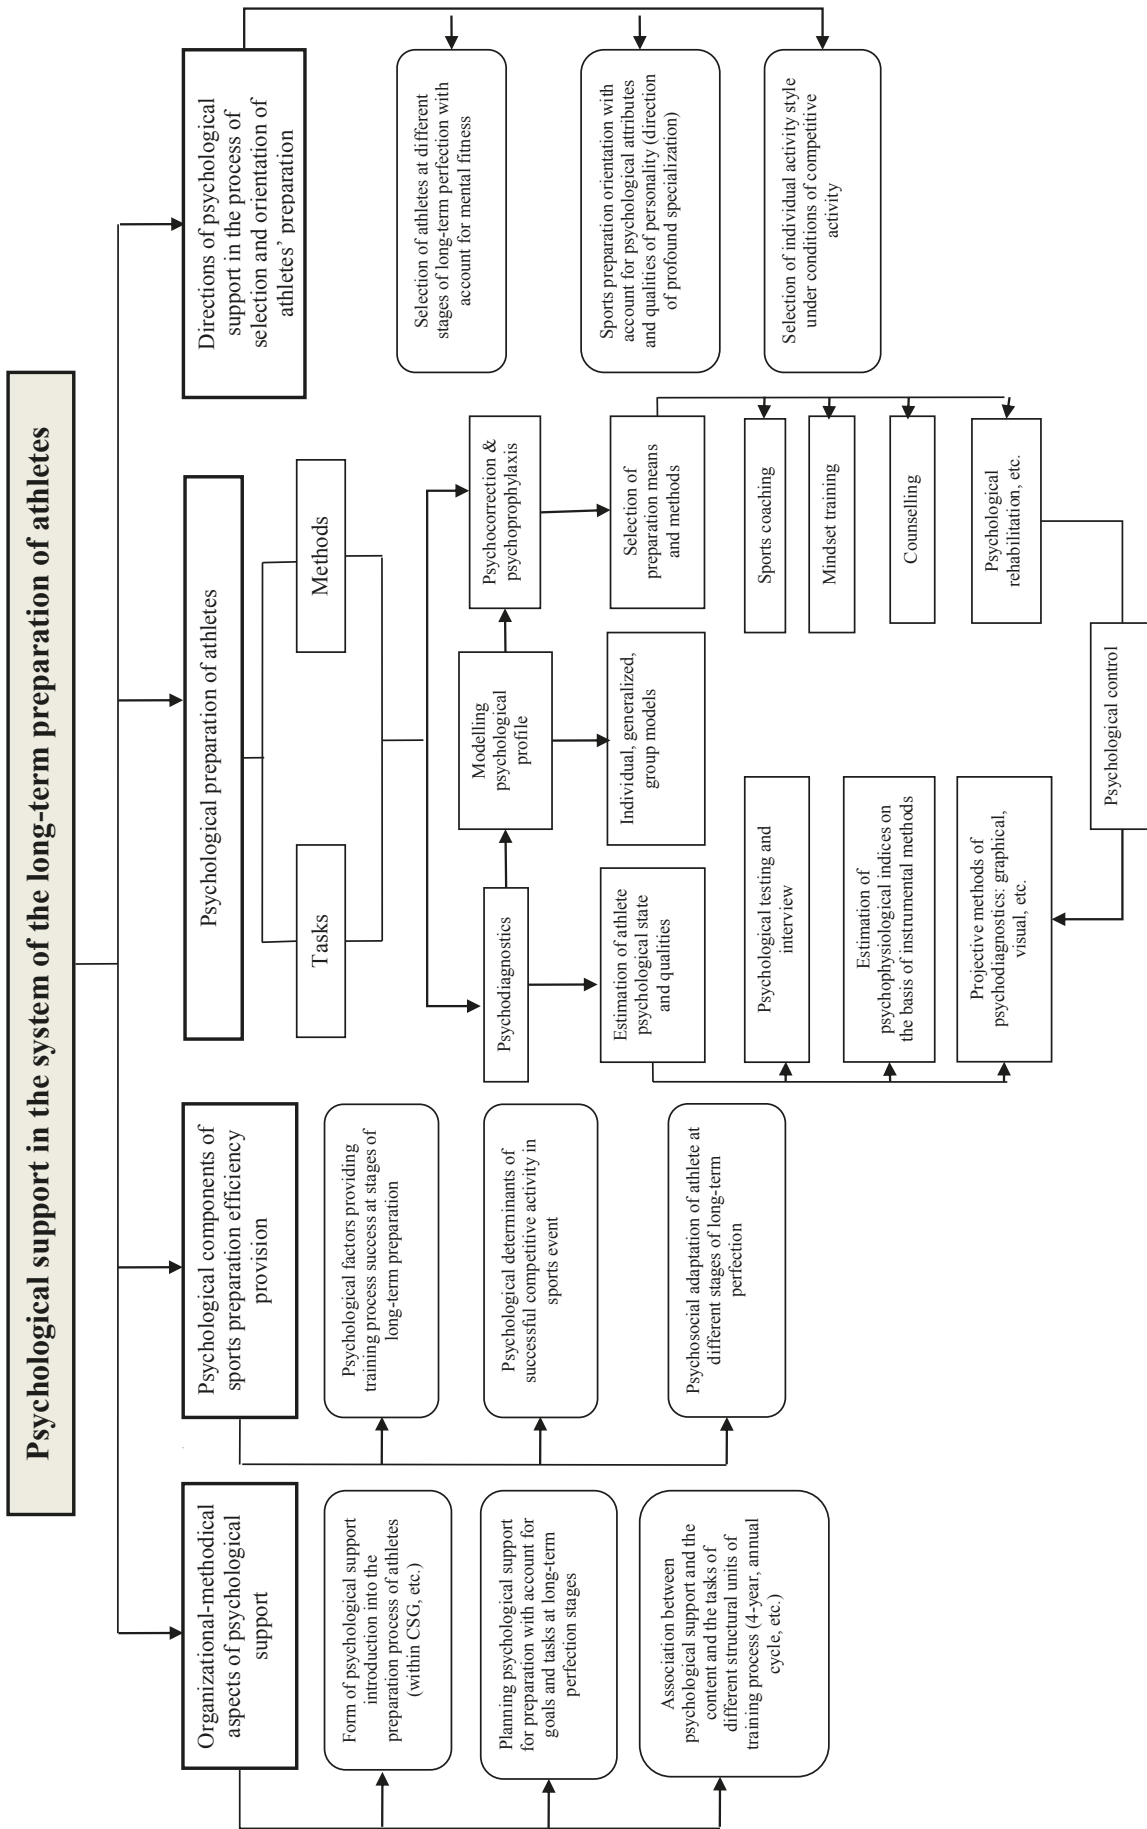 Psychological support in the system of the long-term preparation of athletes
Organizational-methodical
aspects of psychological
support
Form of psychological support
introduction into the
preparation process of athletes
(within CSG, etc.)
Planning psychological support
for preparation with account for
goals and tasks at long-term
perfection stages
Association between
psychological support and the
content and the tasks of
different structural units of
training process (4-year, annual
cycle, etc.)
Psychological components of
sports preparation efficiency
provision
Psychological factors providing
training process success at stages of
long-term preparation
Psychological determinants of
successful competitive activity in
sports event
Psychosocial adaptation of athlete at
different stages of long-term
perfection
Psychological preparation of athletes
Tasks
Methods
Psychodiagnostics
Modelling
psychological
profile
Psychocorrection &
psychoprophylaxis
Estimation of athlete
psychological state
and qualities
Individual, generalized,
group models
Selection of
preparation means
and methods
Psychological testing and
interview
Estimation of
psychophysiological indices on
the basis of instrumental methods
Projective methods of
psychodiagnostics: graphical,
visual, etc.
Sports coaching
Mindset training
Counselling
Psychological
rehabilitation, etc.
Psychological control
Directions of psychological
support in the process of
selection and orientation of
athletes’ preparation
Selection of athletes at different
stages of long-term perfection with
account for mental fitness
Sports preparation orientation with
account for psychological attributes
and qualities of personality (direction
of profound specialization)
Selection of individual activity style
under conditions of competitive
activity